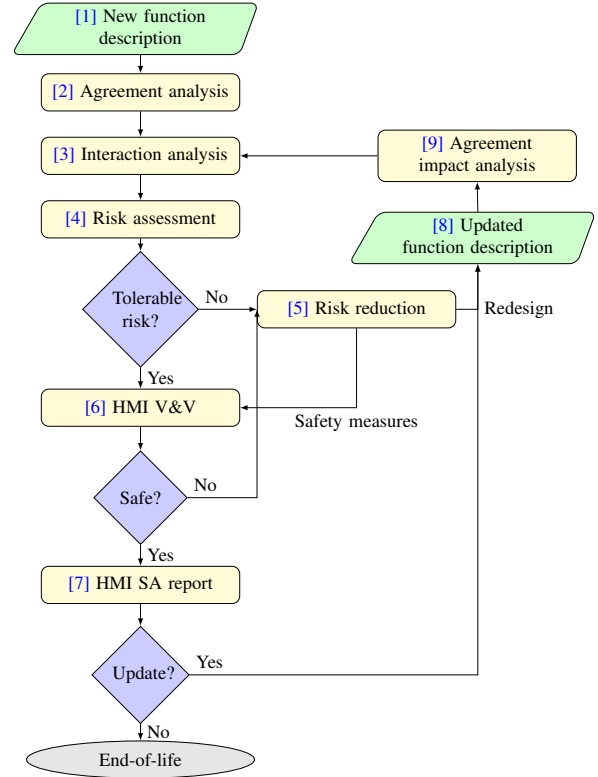 [1] New function
description
[2] Agreement analysis
[3] Interaction analysis
[9] Agreement
impact analysis
[4] Risk assessment
[8] Updated
function description
Tolerable
risk?
No
[5] Risk reduction
Redesign
Yes
[6] HMI V&V
Safety measures
Safe?
No
Yes
[7] HMI SA report
Update?
Yes
No
End-of-life